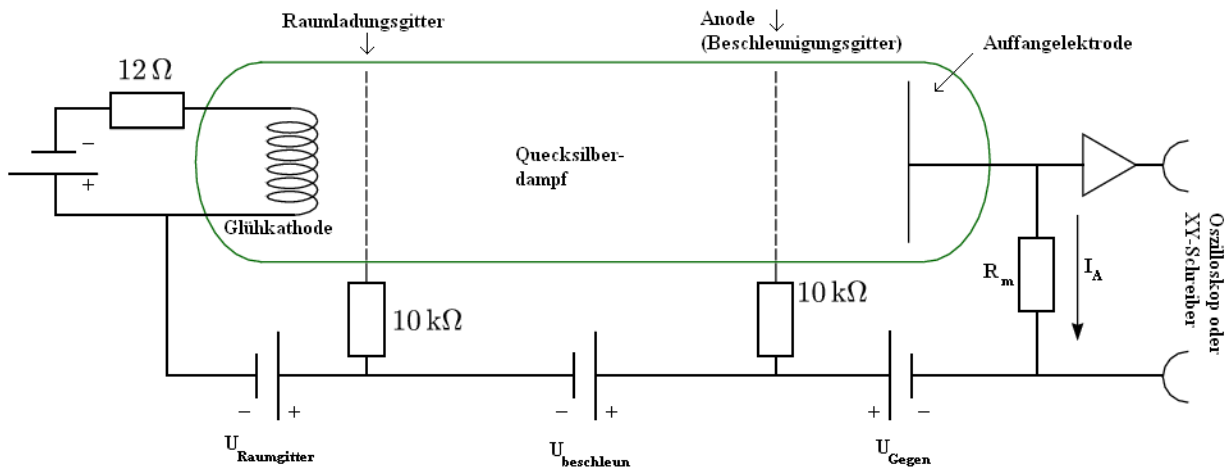 Raumladungsgitter
Anode
(Beschleunigungsgitter)
Auffangelektrode
12 Ω
−
+
Quecksilber-
dampf
Glühkathode
10 kΩ
10 kΩ
R_m
I_A
Oszilloskop oder
XY-Schreiber
− +
− +
+ −
U_Raumgitter
U_beschleun
U_Gegen